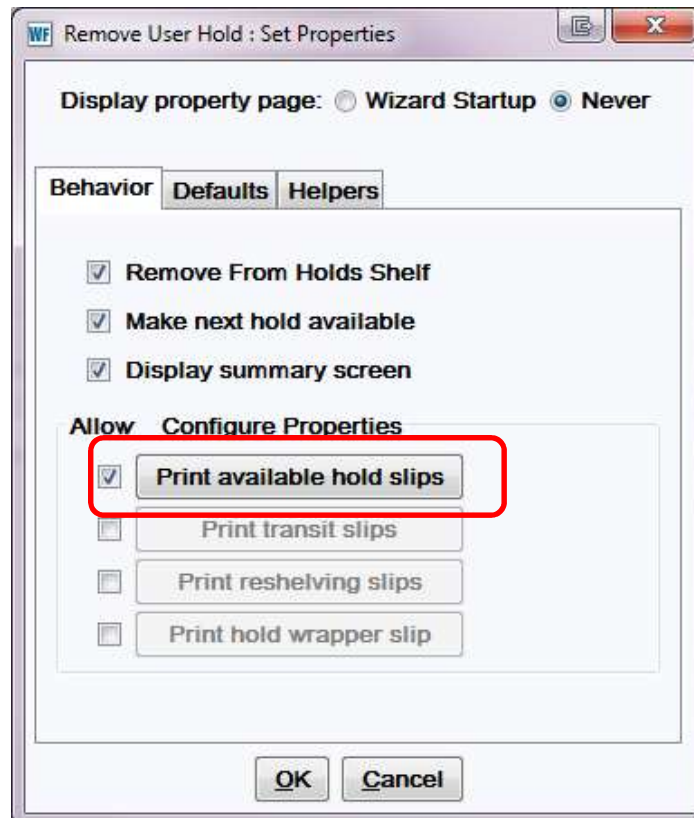 WF Remove User Hold : Set Properties
Display property page: Wizard Startup Never
Behavior Defaults Helpers
Remove From Holds Shelf
Make next hold available
Display summary screen
Allow Configure Properties
Print available hold slips
Print transit slips
Print reshelving slips
Print hold wrapper slip
OK Cancel